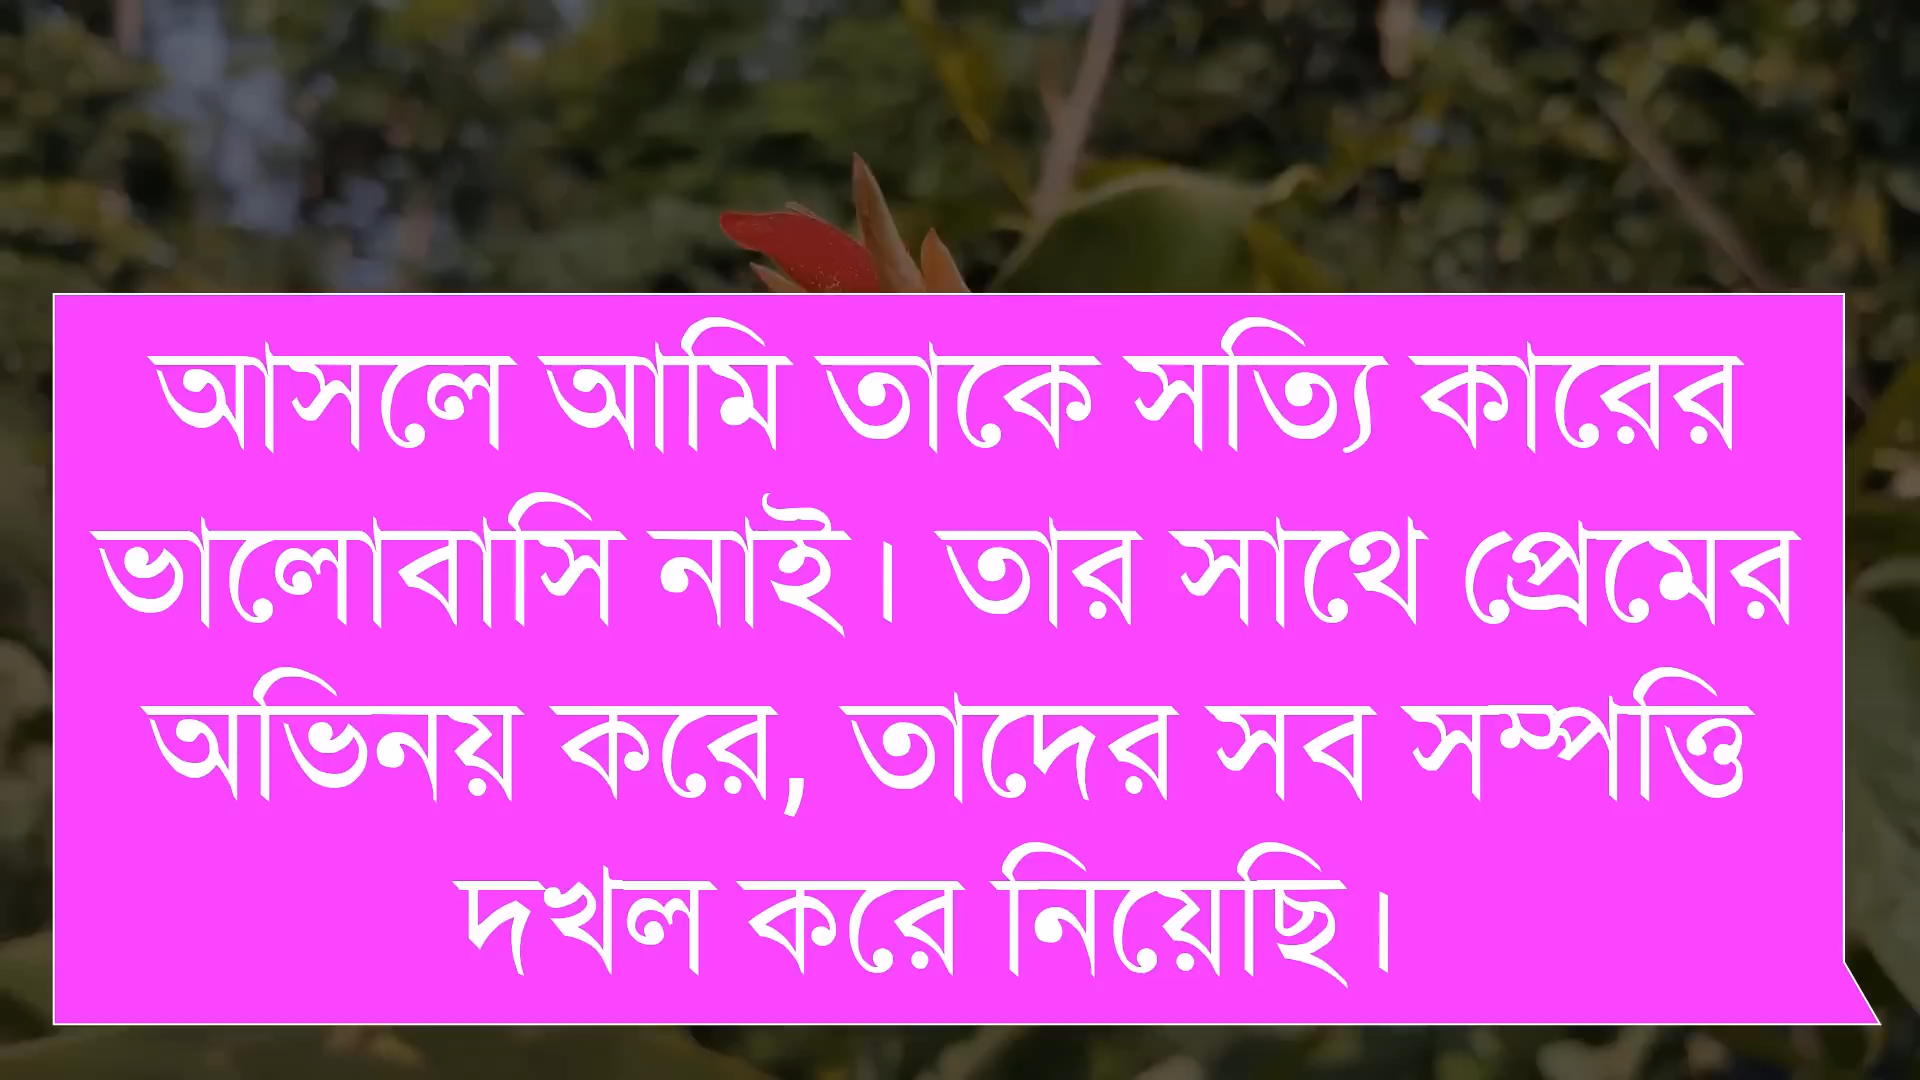 আসলে আমি তাকে সত্যি কারের
ভালোবাসি নাই। তার সাথে প্রেমের
অভিনয় করে, তাদের সব সম্পত্তি
দখল করে নিয়েছি।